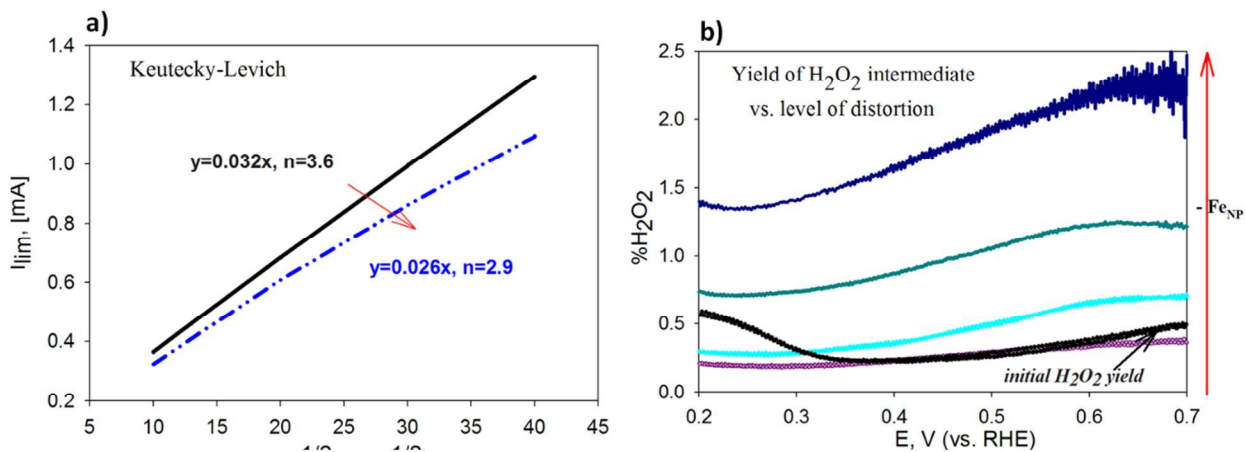 a)
Keutecky-Levich
y=0.032x, n=3.6
y=0.026x, n=2.9
Ilim, [mA]
1.4
1.2
1.0
0.8
0.6
0.4
0.2
5 10 15 20 25 30 35 40 45
b)
Yield of H2O2 intermediate
vs. level of distortion
%H2O2
2.5
2.0
1.5
1.0
0.5
0.0
initial H2O2 yield
- FeNP
0.2 0.3 0.4 0.5 0.6 0.7
E, V (vs. RHE)